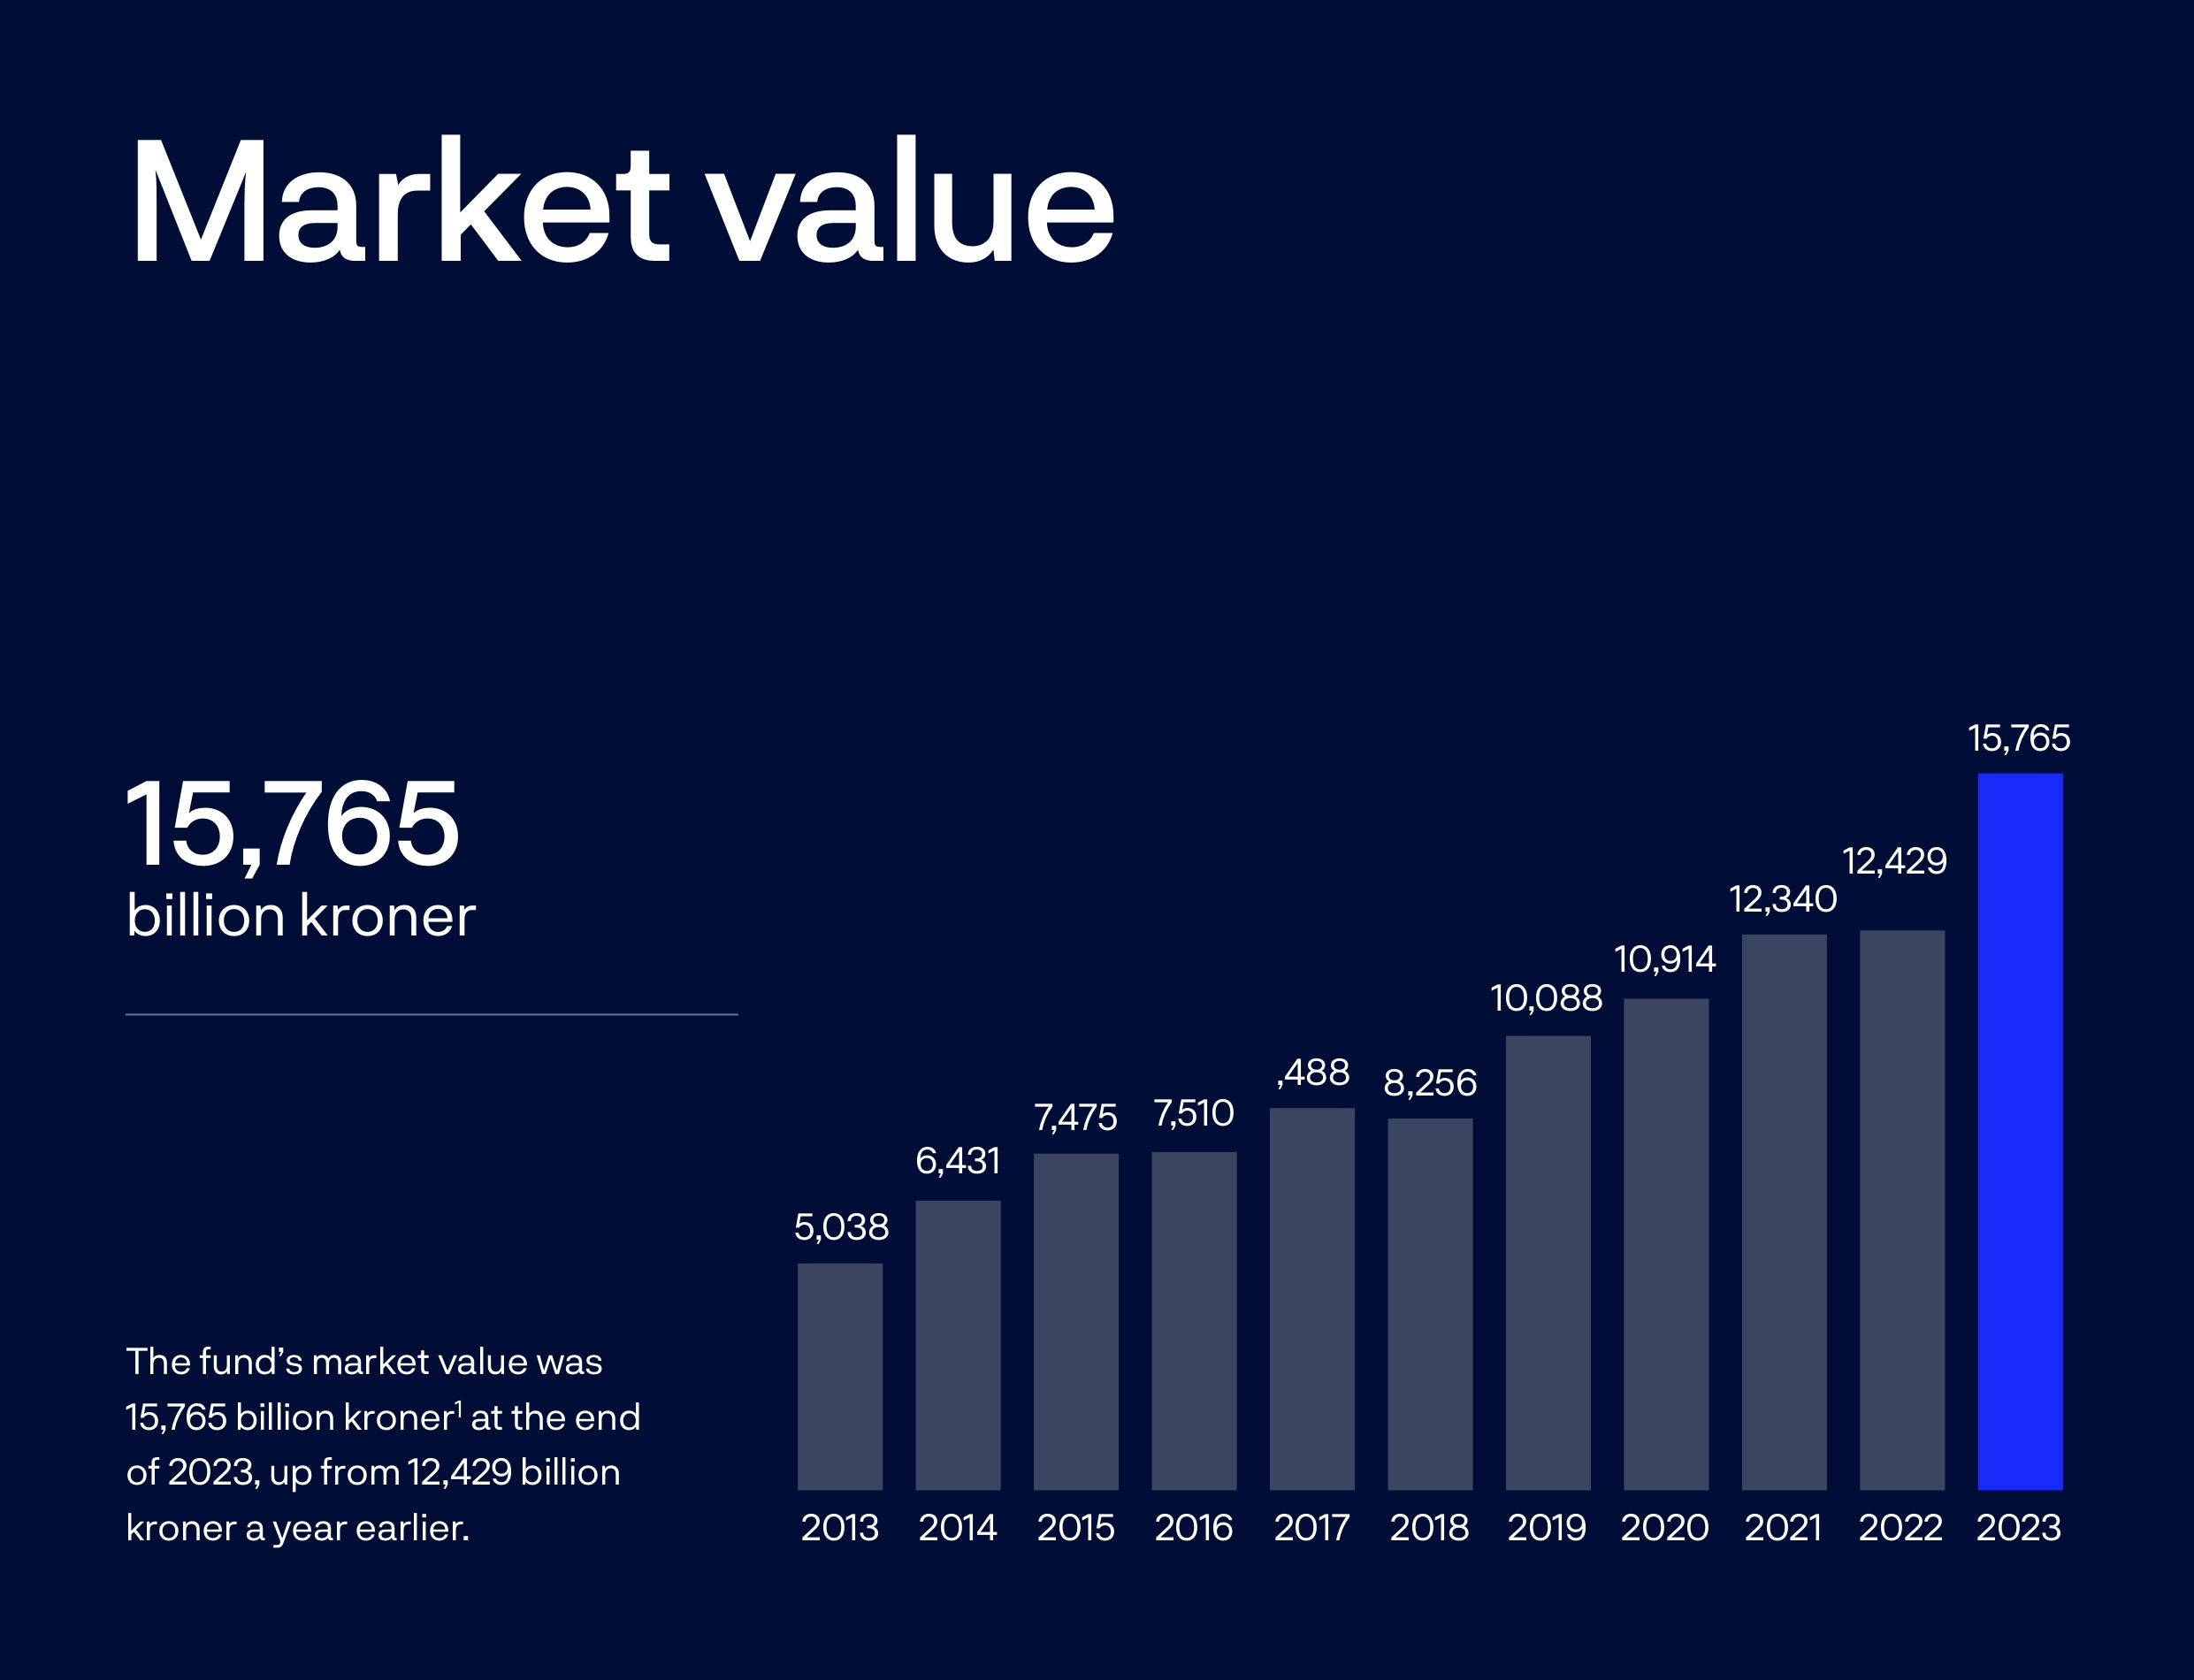 Market value
15,765
billion kroner
The fund’s market value was
15,765 billion kroner¹ at the end
of 2023, up from 12,429 billion
kroner a year earlier.
5,038
6,431
7,475
7,510
,488
8,256
10,088
10,914
12,340
12,429
15,765
2013 2014 2015 2016 2017 2018 2019 2020 2021 2022 2023